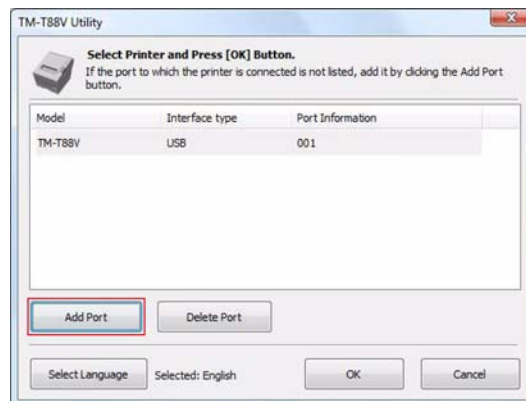 TM-T88V Utility
Select Printer and Press [OK] Button.
If the port to which the printer is connected is not listed, add it by clicking the Add Port
button.
Model Interface type Port Information
TM-T88V USB 001
Add Port Delete Port
Select Language Selected: English OK Cancel